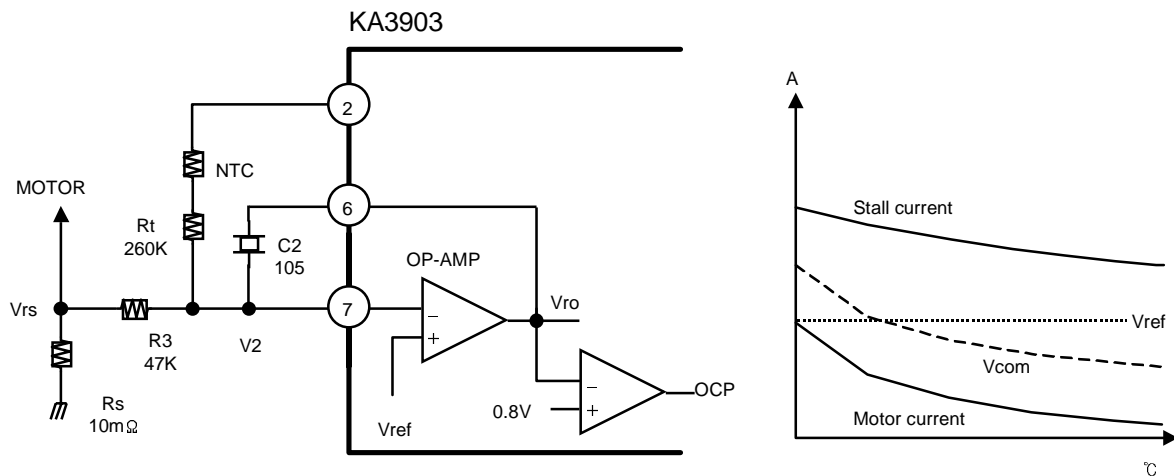 KA3903
2
NTC
MOTOR
6
Rt
260K
C2
105
OP-AMP
7
Vrs
R3
47K
V2
−
+
Vro
Rs
10mΩ
Vref
0.8V
−
+
OCP
A
Stall current
Vref
Vcom
Motor current
℃